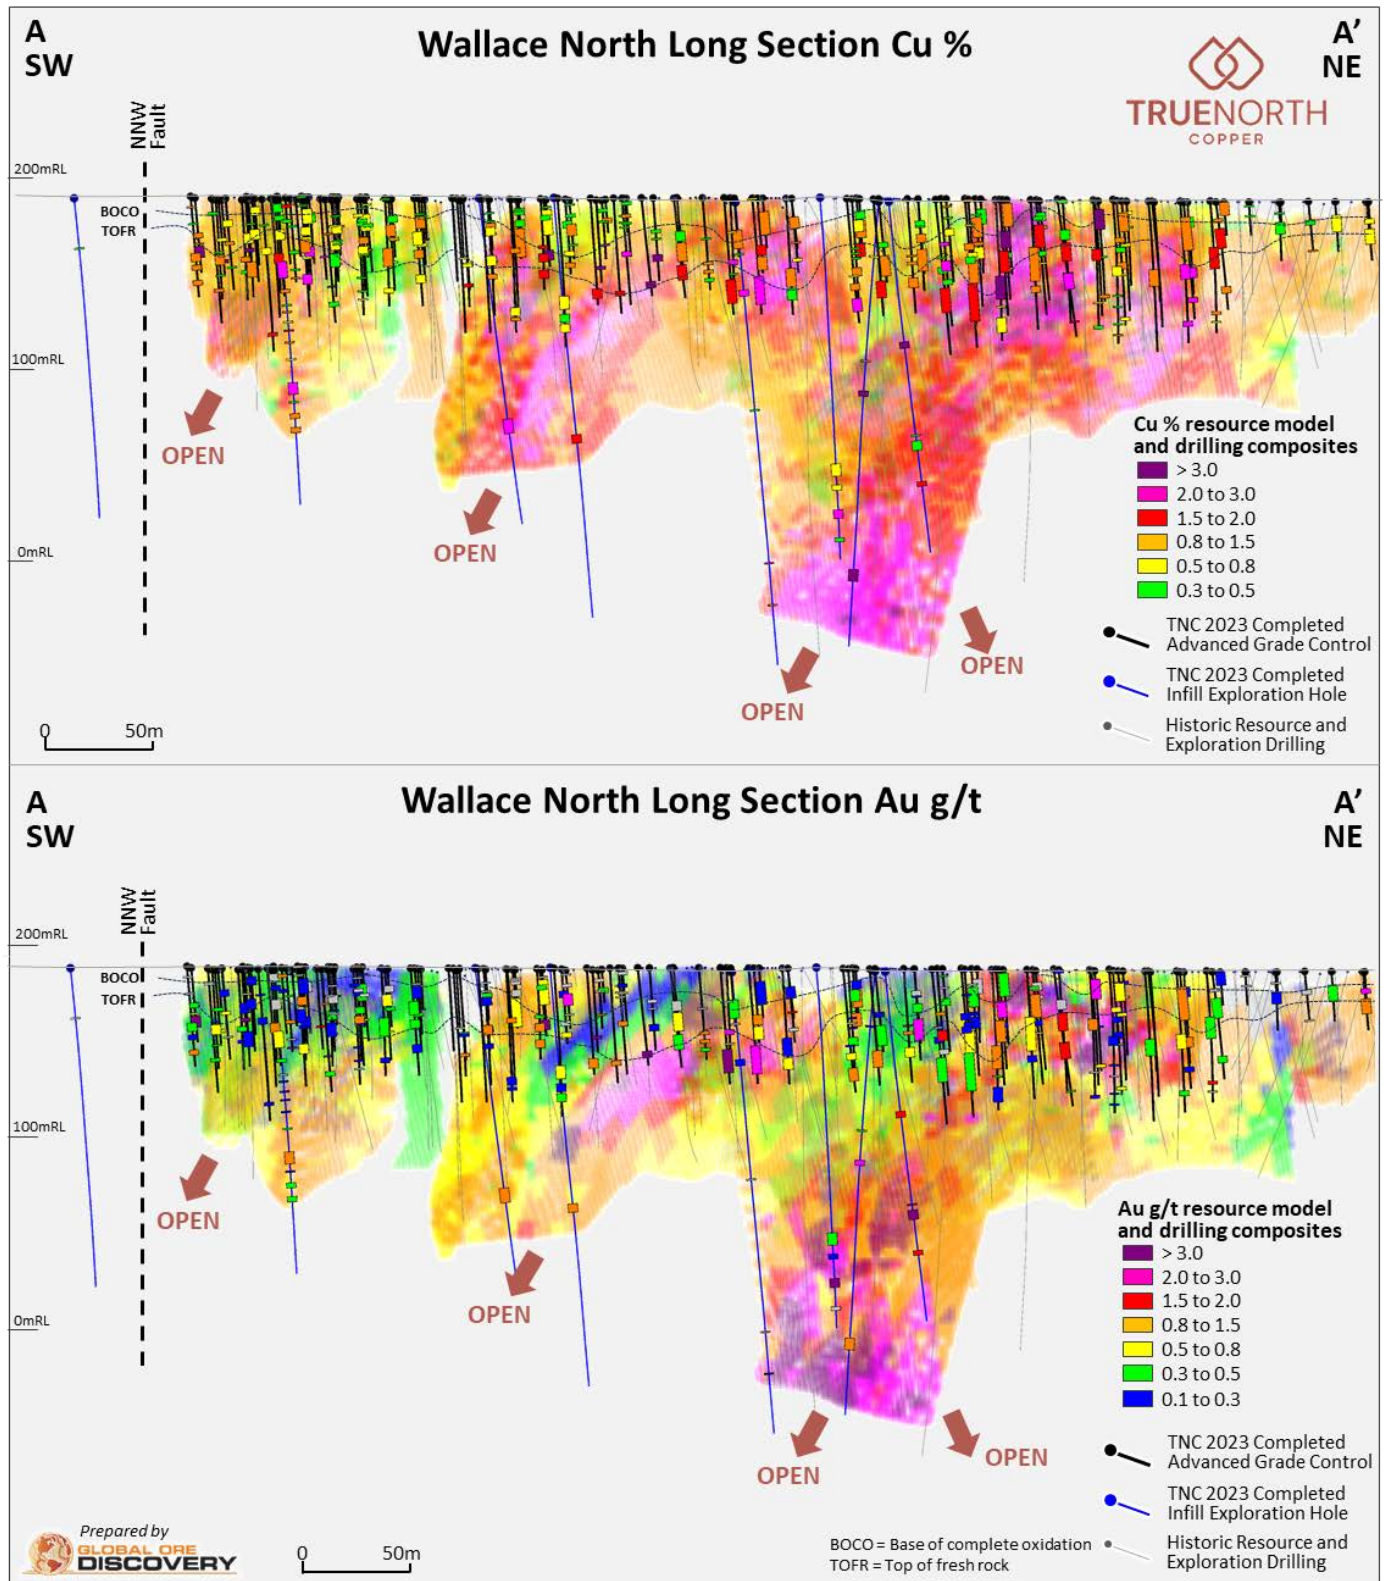 A
SW
Wallace North Long Section Cu %
A’
NE
TRUENORTH
COPPER
NNW
Fault
200mRL
BOCO
TOFR
100mRL
OPEN
OPEN
0mRL
OPEN
OPEN
Cu % resource model
and drilling composites
> 3.0
2.0 to 3.0
1.5 to 2.0
0.8 to 1.5
0.5 to 0.8
0.3 to 0.5
TNC 2023 Completed
Advanced Grade Control
TNC 2023 Completed
Infill Exploration Hole
Historic Resource and
Exploration Drilling
0 50m
A
SW
Wallace North Long Section Au g/t
A’
NE
NNW
Fault
200mRL
BOCO
TOFR
100mRL
OPEN
OPEN
0mRL
OPEN
OPEN
Au g/t resource model
and drilling composites
> 3.0
2.0 to 3.0
1.5 to 2.0
0.8 to 1.5
0.5 to 0.8
0.3 to 0.5
0.1 to 0.3
TNC 2023 Completed
Advanced Grade Control
TNC 2023 Completed
Infill Exploration Hole
Historic Resource and
Exploration Drilling
Prepared by
GLOBAL ORE
DISCOVERY
0 50m
BOCO = Base of complete oxidation
TOFR = Top of fresh rock